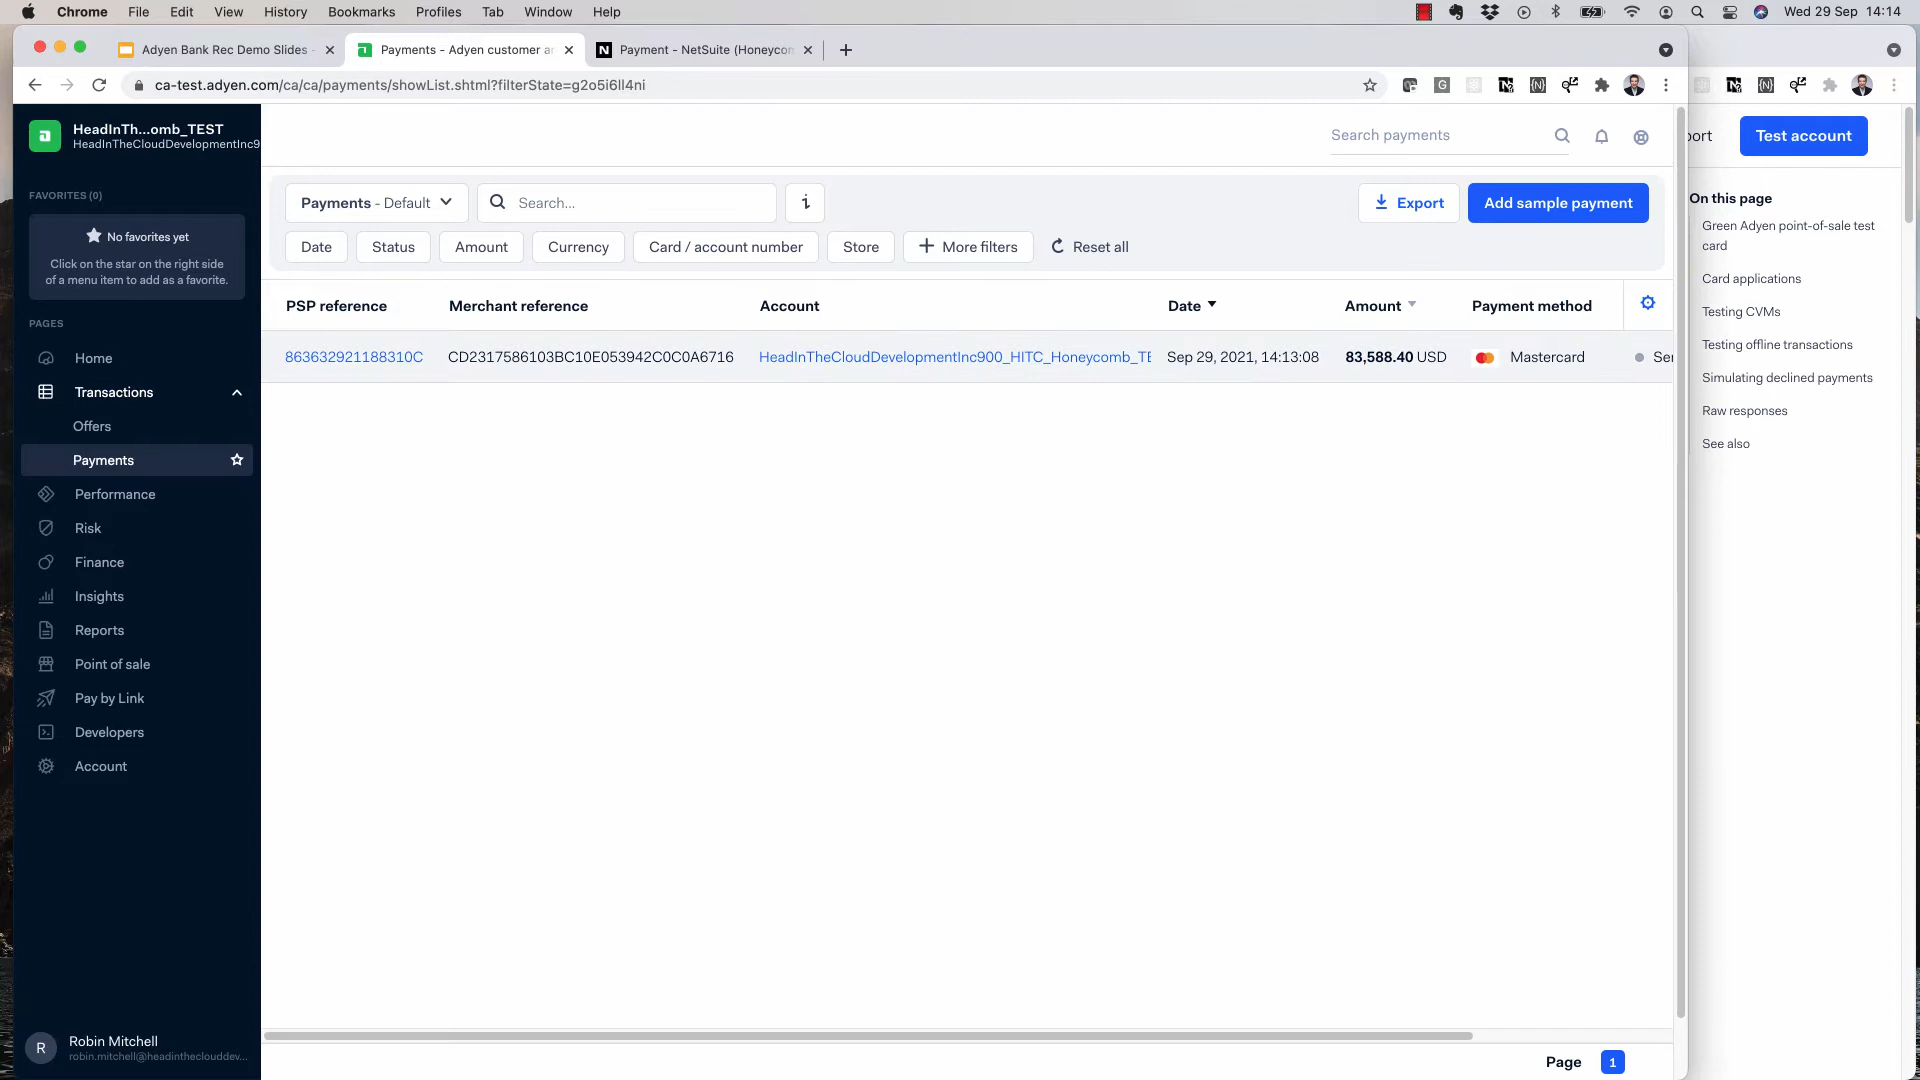 Chrome File Edit View History Bookmarks Profiles Tab Window Help Wed 29 Sep 14:14
Adyen Bank Rec Demo Slides -
Payments - Adyen customer ar
Payment - NetSuite (Honeycom
ca-test.adyen.com/ca/ca/payments/showList.shtml?filterState=g2o5i6ll4ni
HeadInTh...omb_TEST
HeadInTheCloudDevelopmentInc9
FAVORITES (0)
No favorites yet
Click on the star on the right side
of a menu item to add as a favorite.
PAGES
Home
Transactions
Offers
Payments
Performance
Risk
Finance
Insights
Reports
Point of sale
Pay by Link
Developers
Account
R
Robin Mitchell
robin.mitchell@headintheclouddev...
Search payments
Payments - Default
Search...
i
Export
Add sample payment
Date
Status
Amount
Currency
Card / account number
Store
More filters
Reset all
PSP reference Merchant reference Account Date Amount Payment method
863632921188310C CD2317586103BC10E053942C0C0A6716 HeadInTheCloudDevelopmentInc900_HITC_Honeycomb_TE Sep 29, 2021, 14:13:08 83,588.40 USD Mastercard Sen
Page 1
port
Test account
On this page
Green Adyen point-of-sale test
card
Card applications
Testing CVMs
Testing offline transactions
Simulating declined payments
Raw responses
See also